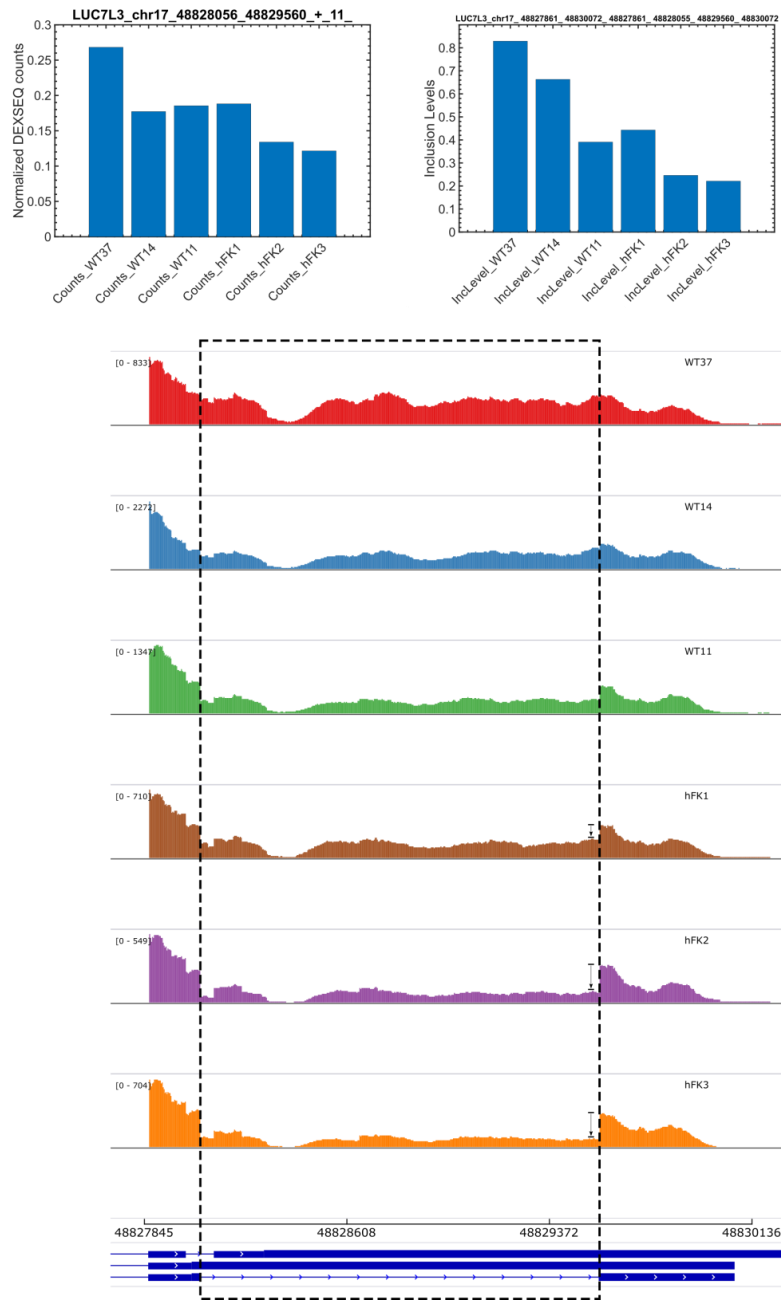 LUC7L3_chr17_48828056_48829560_+_11_
Normalized DEXSEQ counts
0.3
0.25
0.2
0.15
0.1
0.05
0
Counts_WT37
Counts_WT14
Counts_WT11
Counts_hFK1
Counts_hFK2
Counts_hFK3
LUC7L3_chr17_48827861_48830072_48827861_48828055_48829560_48830072
Inclusion Levels
0.8
0.7
0.6
0.5
0.4
0.3
0.2
0.1
0
IncLevel_WT37
IncLevel_WT14
IncLevel_WT11
IncLevel_hFK1
IncLevel_hFK2
IncLevel_hFK3
[0 - 833] WT37
[0 - 2272] WT14
[0 - 1347] WT11
[0 - 710] hFK1
[0 - 549] hFK2
[0 - 704] hFK3
48827845 48828608 48829372 48830136